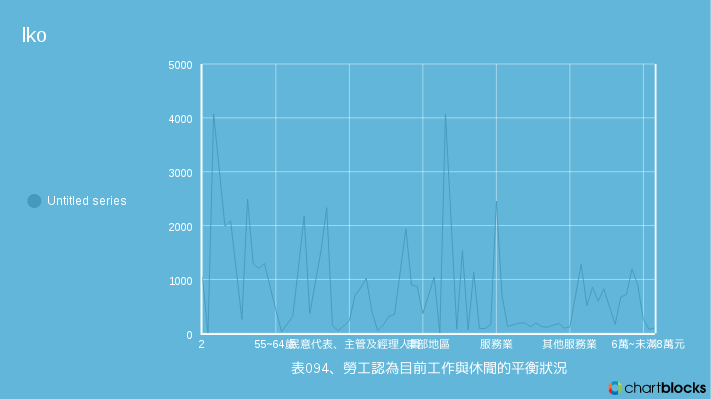 lko
5000
4000
3000
2000
1000
0
Untitled series
2
55~64歲
民意代表、主管及經理人員
部地區
服務業
其他服務業
6萬~未滿8萬元
表094、勞工認為目前工作與休閒的平衡狀況
chartblocks